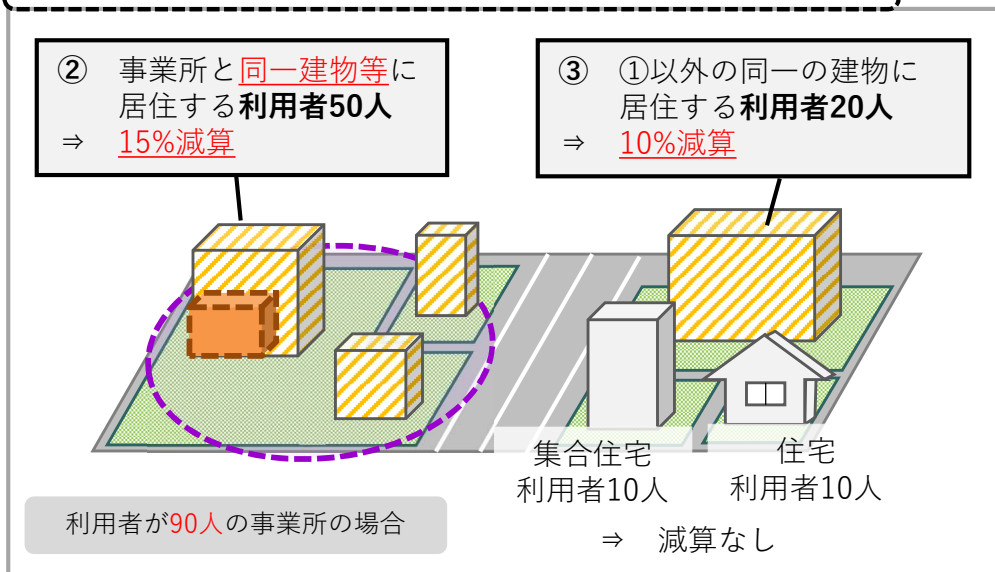 ② 事業所と同一建物等に
居住する利用者50人
⇒ 15%減算
③ ①以外の同一の建物に
居住する利用者20人
⇒ 10%減算
集合住宅
利用者10人
住宅
利用者10人
⇒ 減算なし
利用者が90人の事業所の場合